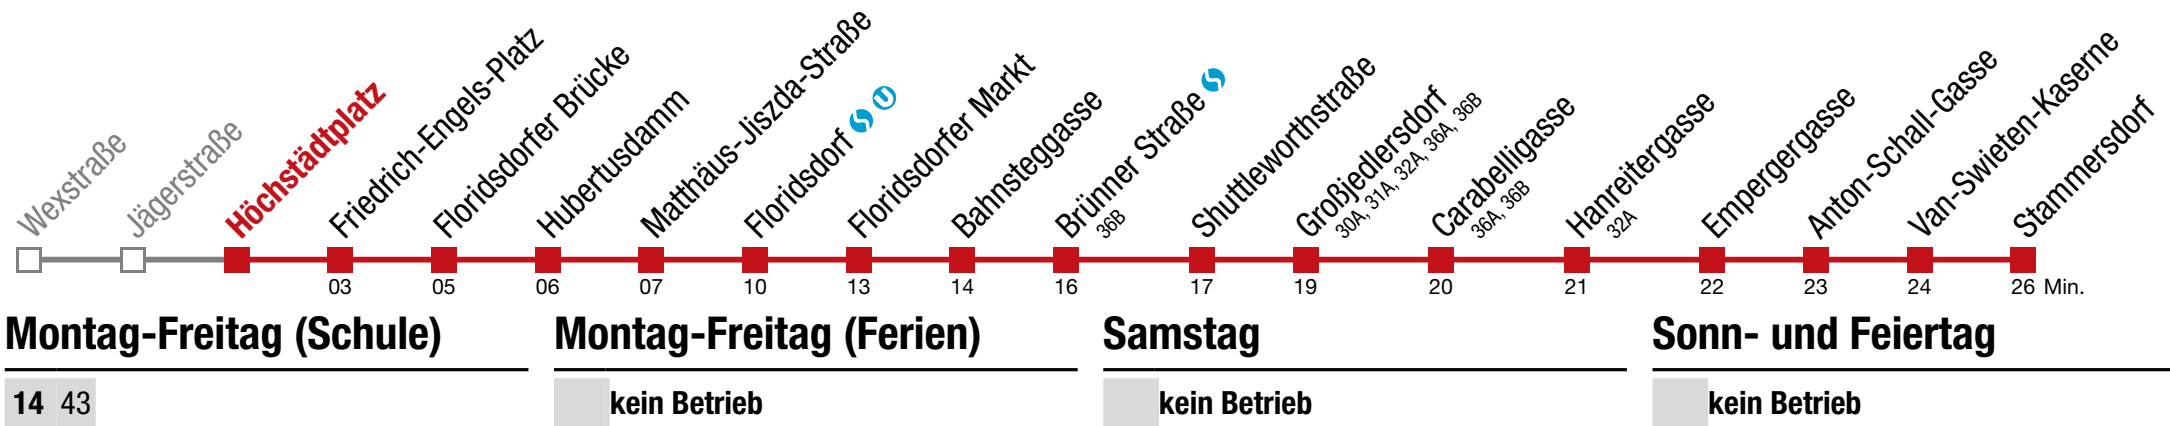 Wexstraße
Jägerstraße
Höchstädtplatz
Friedrich-Engels-Platz
Floridsdorfer Brücke
Hubertusdamm
Matthäus-Jiszda-Straße
Floridsdorf S U
Floridsdorfer Markt
Bahnsteggasse
Brünner Straße S
36B
Shuttleworthstraße
Großjedlersdorf
30A, 31A, 32A, 36A, 36B
Carabelligasse
36A, 36B
Hanreitergasse
32A
Empergergasse
Anton-Schall-Gasse
Van-Swieten-Kaserne
Stammersdorf
03 05 06 07 10 13 14 16 17 19 20 21 22 23 24 26 Min.
Montag-Freitag (Schule) Montag-Freitag (Ferien) Samstag Sonn- und Feiertag
14 43 kein Betrieb kein Betrieb kein Betrieb